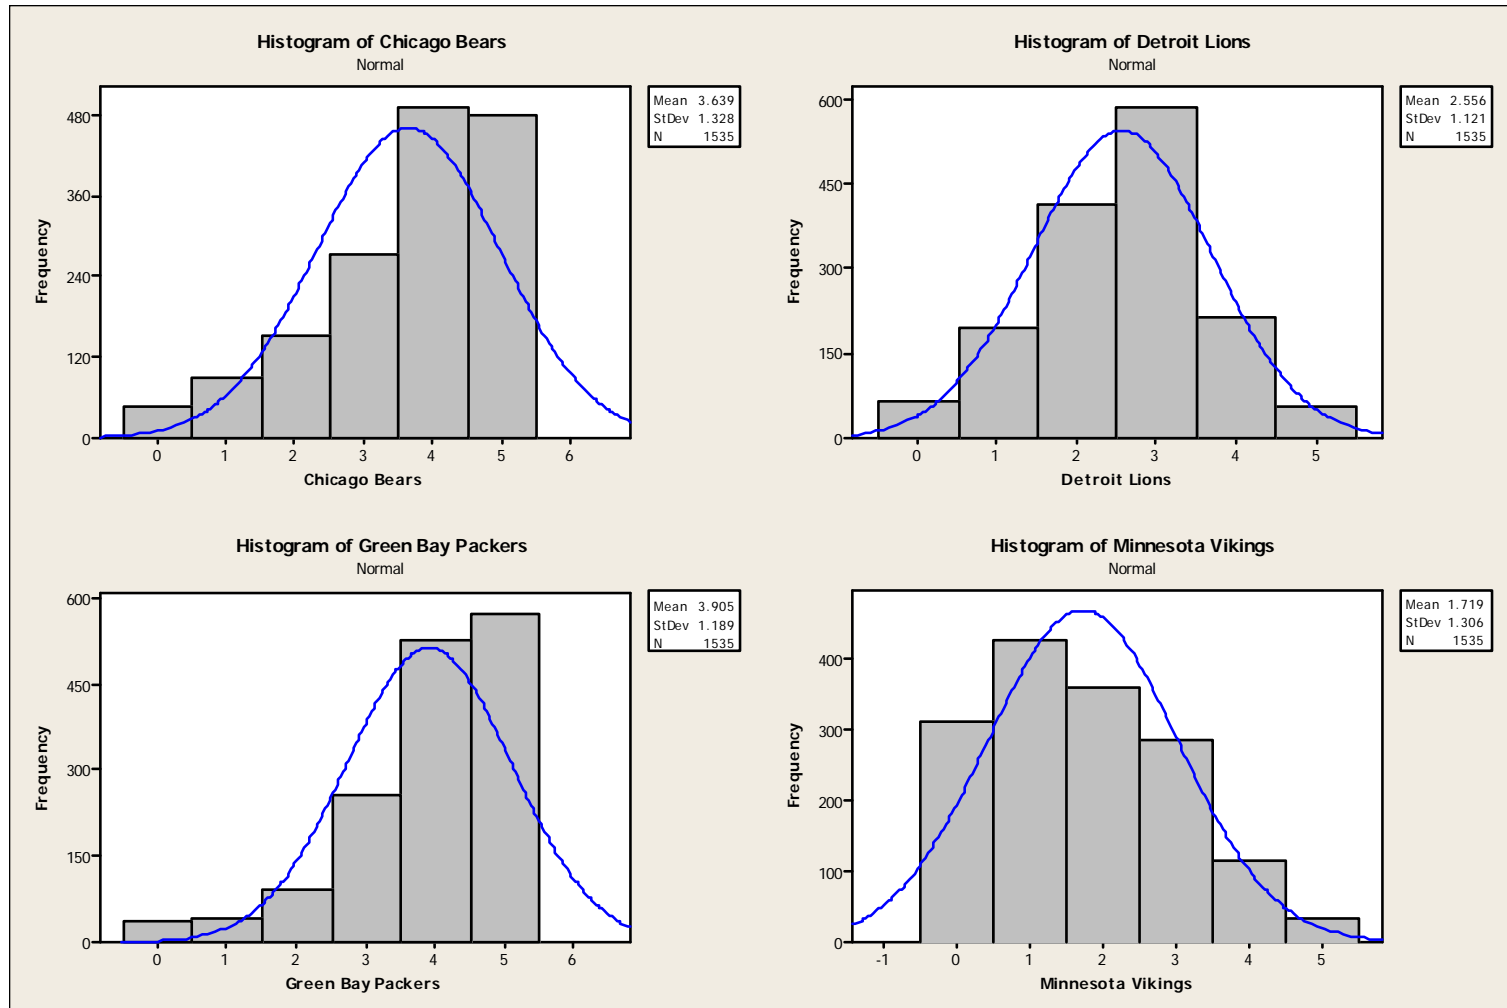 Histogram of Chicago Bears
Normal
Mean 3.639
StDev 1.328
N 1535
Frequency
480
360
240
120
0
0 1 2 3 4 5 6
Chicago Bears
Histogram of Detroit Lions
Normal
Mean 2.556
StDev 1.121
N 1535
Frequency
600
450
300
150
0
0 1 2 3 4 5
Detroit Lions
Histogram of Green Bay Packers
Normal
Mean 3.905
StDev 1.189
N 1535
Frequency
600
450
300
150
0
0 1 2 3 4 5 6
Green Bay Packers
Histogram of Minnesota Vikings
Normal
Mean 1.719
StDev 1.306
N 1535
Frequency
400
300
200
100
0
-1 0 1 2 3 4 5
Minnesota Vikings